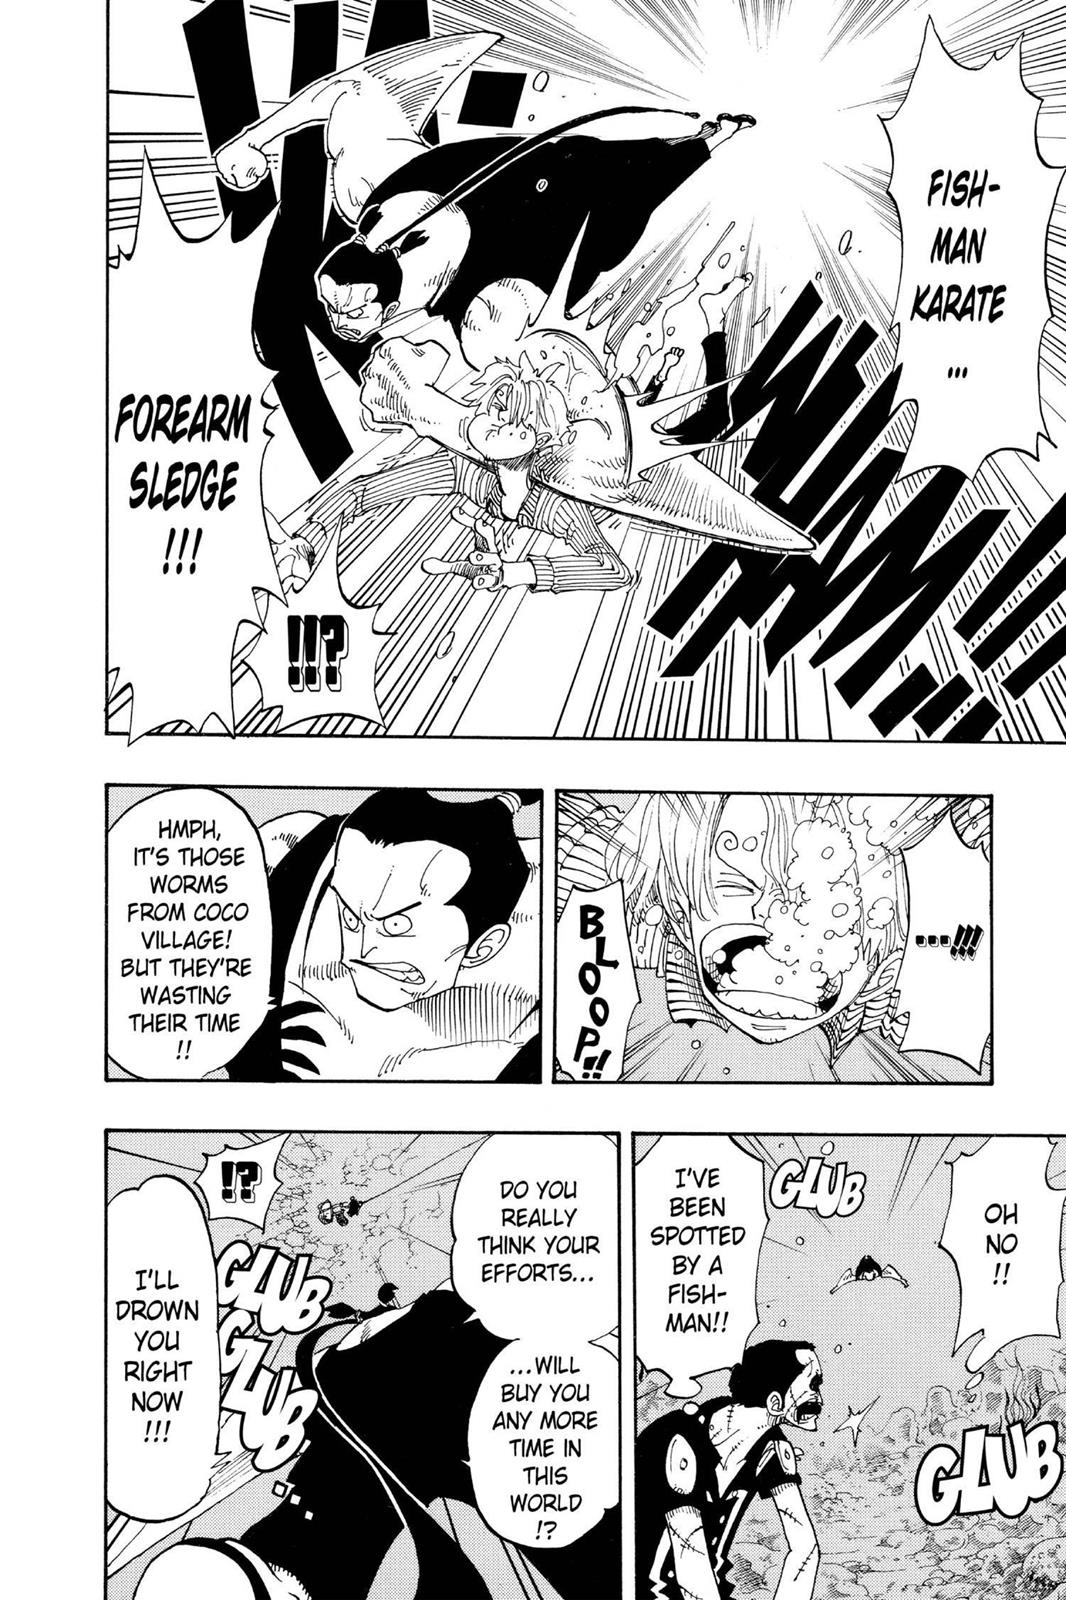 FISH-
MAN
KARATE
...
FOREARM
SLEDGE
!!!
!!?
WUM
!!!
----!!!
BLOOP!!
HMPH,
IT'S THOSE
WORMS
FROM COCO
VILLAGE!
BUT THEY'RE
WASTING
THEIR TIME
!!
OH
NO
!!
GLUB
I'VE
BEEN
SPOTTED
BY A
FISH-
MAN!!
GLUB
DO YOU
REALLY
THINK YOUR
EFFORTS...
...WILL
BUY YOU
ANY MORE
TIME IN
THIS
WORLD
!?
!?
GLUB
GLUB
I'LL
DROWN
YOU
RIGHT
NOW
!!!